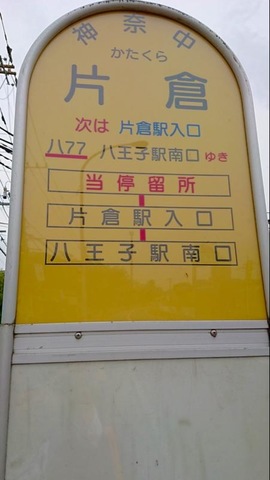 神奈中
かたくら
片倉
次は 片倉駅入口
八77 八王子駅南口 ゆき
当停留所
片倉駅入口
八王子駅南口